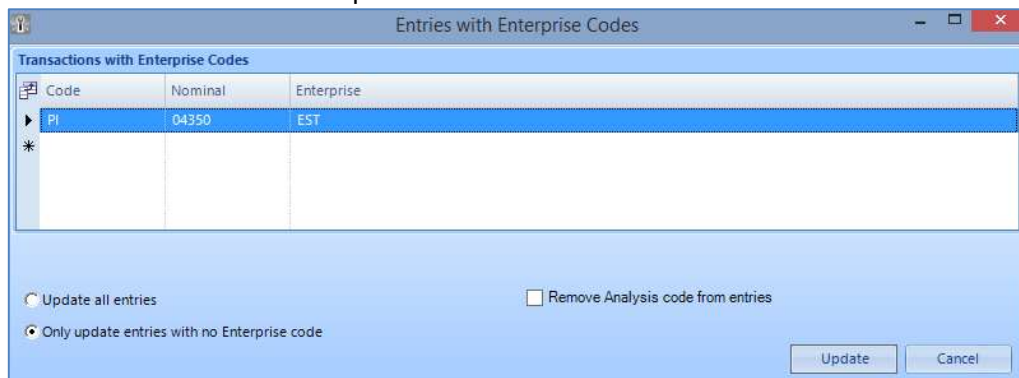 Entries with Enterprise Codes
Transactions with Enterprise Codes
Code Nominal Enterprise
PI 04350 EST
Update all entries
Remove Analysis code from entries
Only update entries with no Enterprise code
Update Cancel